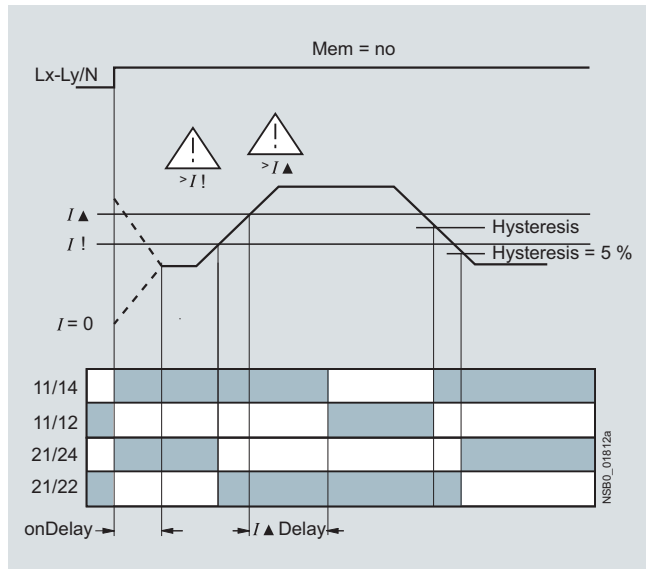 Mem = no
Lx-Ly/N
>I !
>I ▲
I ▲
Hysteresis
I !
Hysteresis = 5 %
I = 0
11/14
11/12
21/24
21/22
onDelay
I ▲ Delay
NSB0_01812a